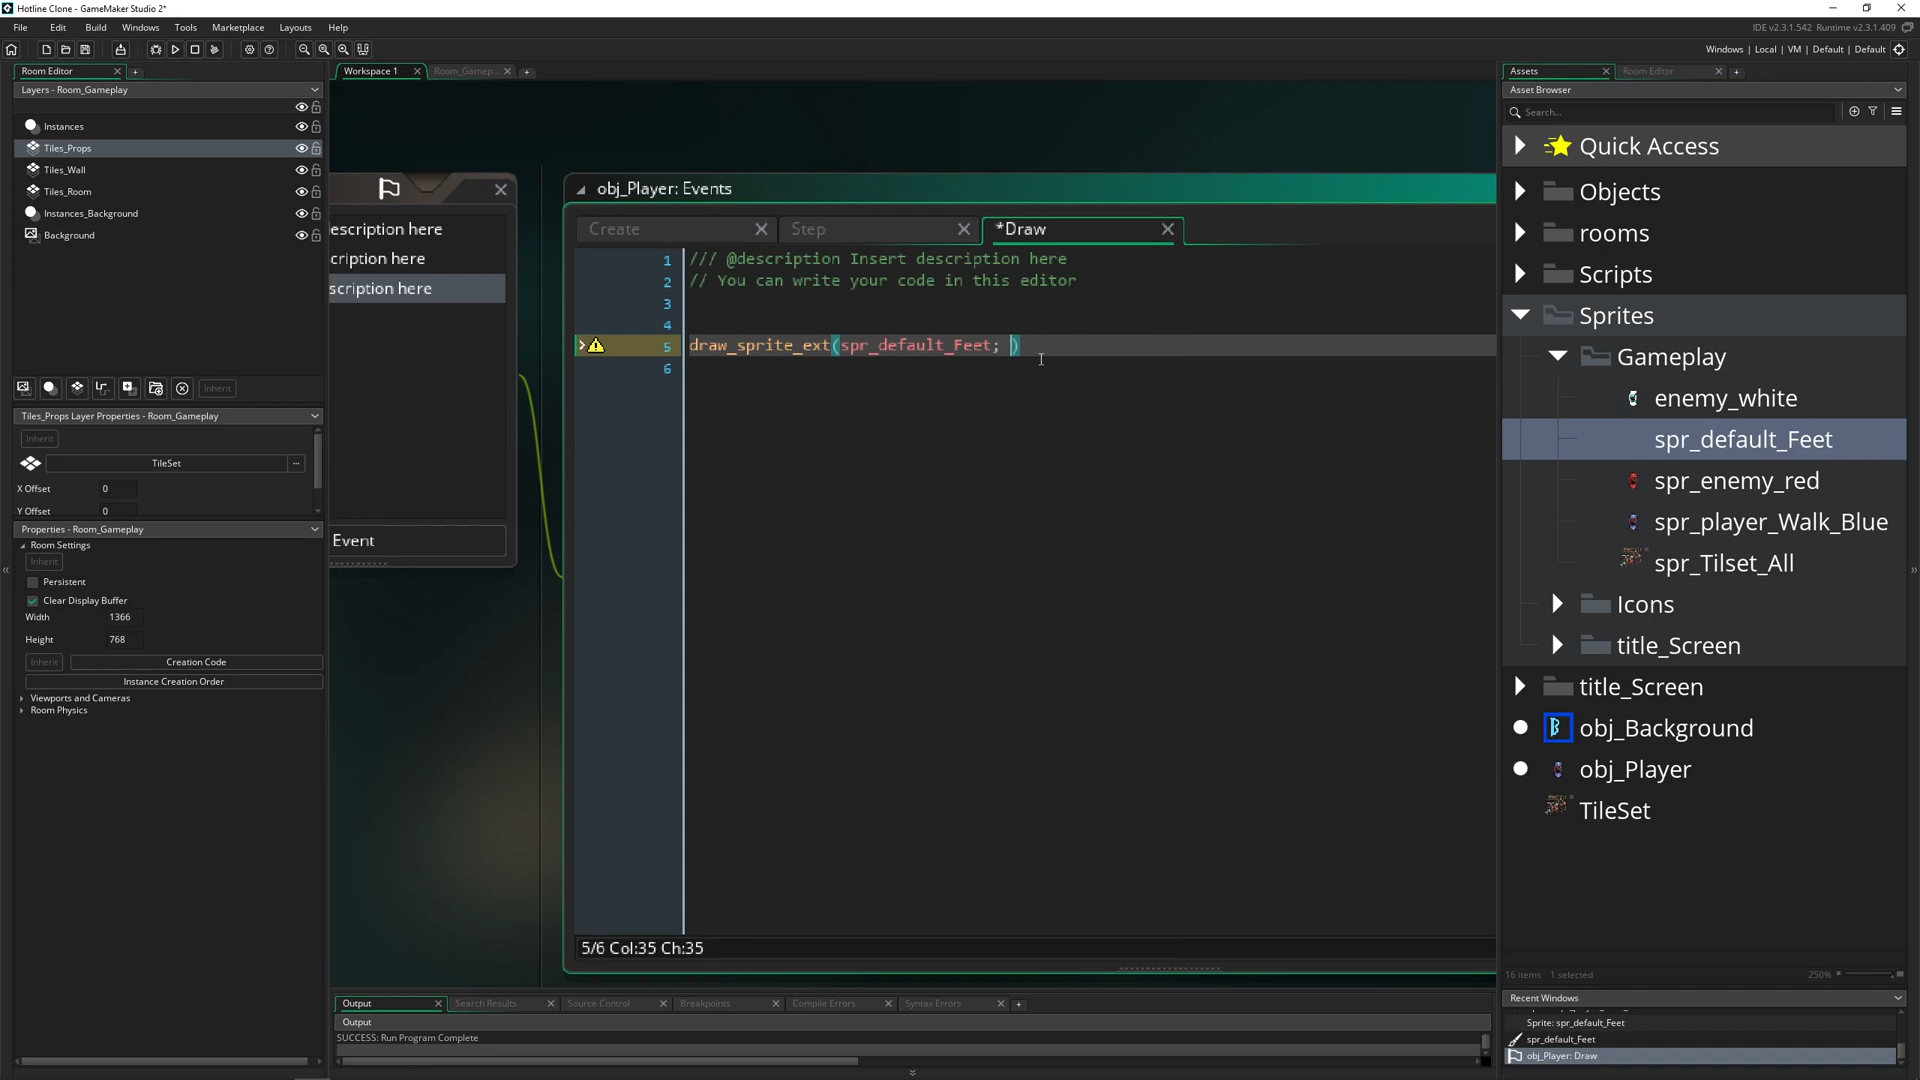 Hotline Clone - GameMaker Studio 2*
File Edit Build Windows Tools Marketplace Layouts Help
IDE v2.3.1.542 Runtime v2.3.1.409
Windows | Local | VM | Default | Default
Room Editor
Layers - Room_Gameplay
Instances
Tiles_Props
Tiles_Wall
Tiles_Room
Instances_Background
Background
Inherit
Tiles_Props Layer Properties - Room_Gameplay
Inherit
TileSet ...
X Offset 0
Y Offset 0
Properties - Room_Gameplay
Room Settings
Inherit
Persistent
Clear Display Buffer
Width 1366
Height 768
Inherit Creation Code
Instance Creation Order
Viewports and Cameras
Room Physics
Workspace 1 Room_Gamep...
escription here
cription here
scription here
Event
obj_Player: Events
Create Step *Draw
1 /// @description Insert description here
2 // You can write your code in this editor
3
4
5 draw_sprite_ext(spr_default_Feet; )
6
5/6 Col:35 Ch:35
Output Search Results Source Control Breakpoints Compile Errors Syntax Errors
Output
SUCCESS: Run Program Complete
Assets Room Editor
Asset Browser
Search...
Quick Access
Objects
rooms
Scripts
Sprites
Gameplay
enemy_white
spr_default_Feet
spr_enemy_red
spr_player_Walk_Blue
spr_Tilset_All
Icons
title_Screen
title_Screen
obj_Background
obj_Player
TileSet
16 items 1 selected 250%
Recent Windows
Sprite: spr_default_Feet
spr_default_Feet
obj_Player: Draw